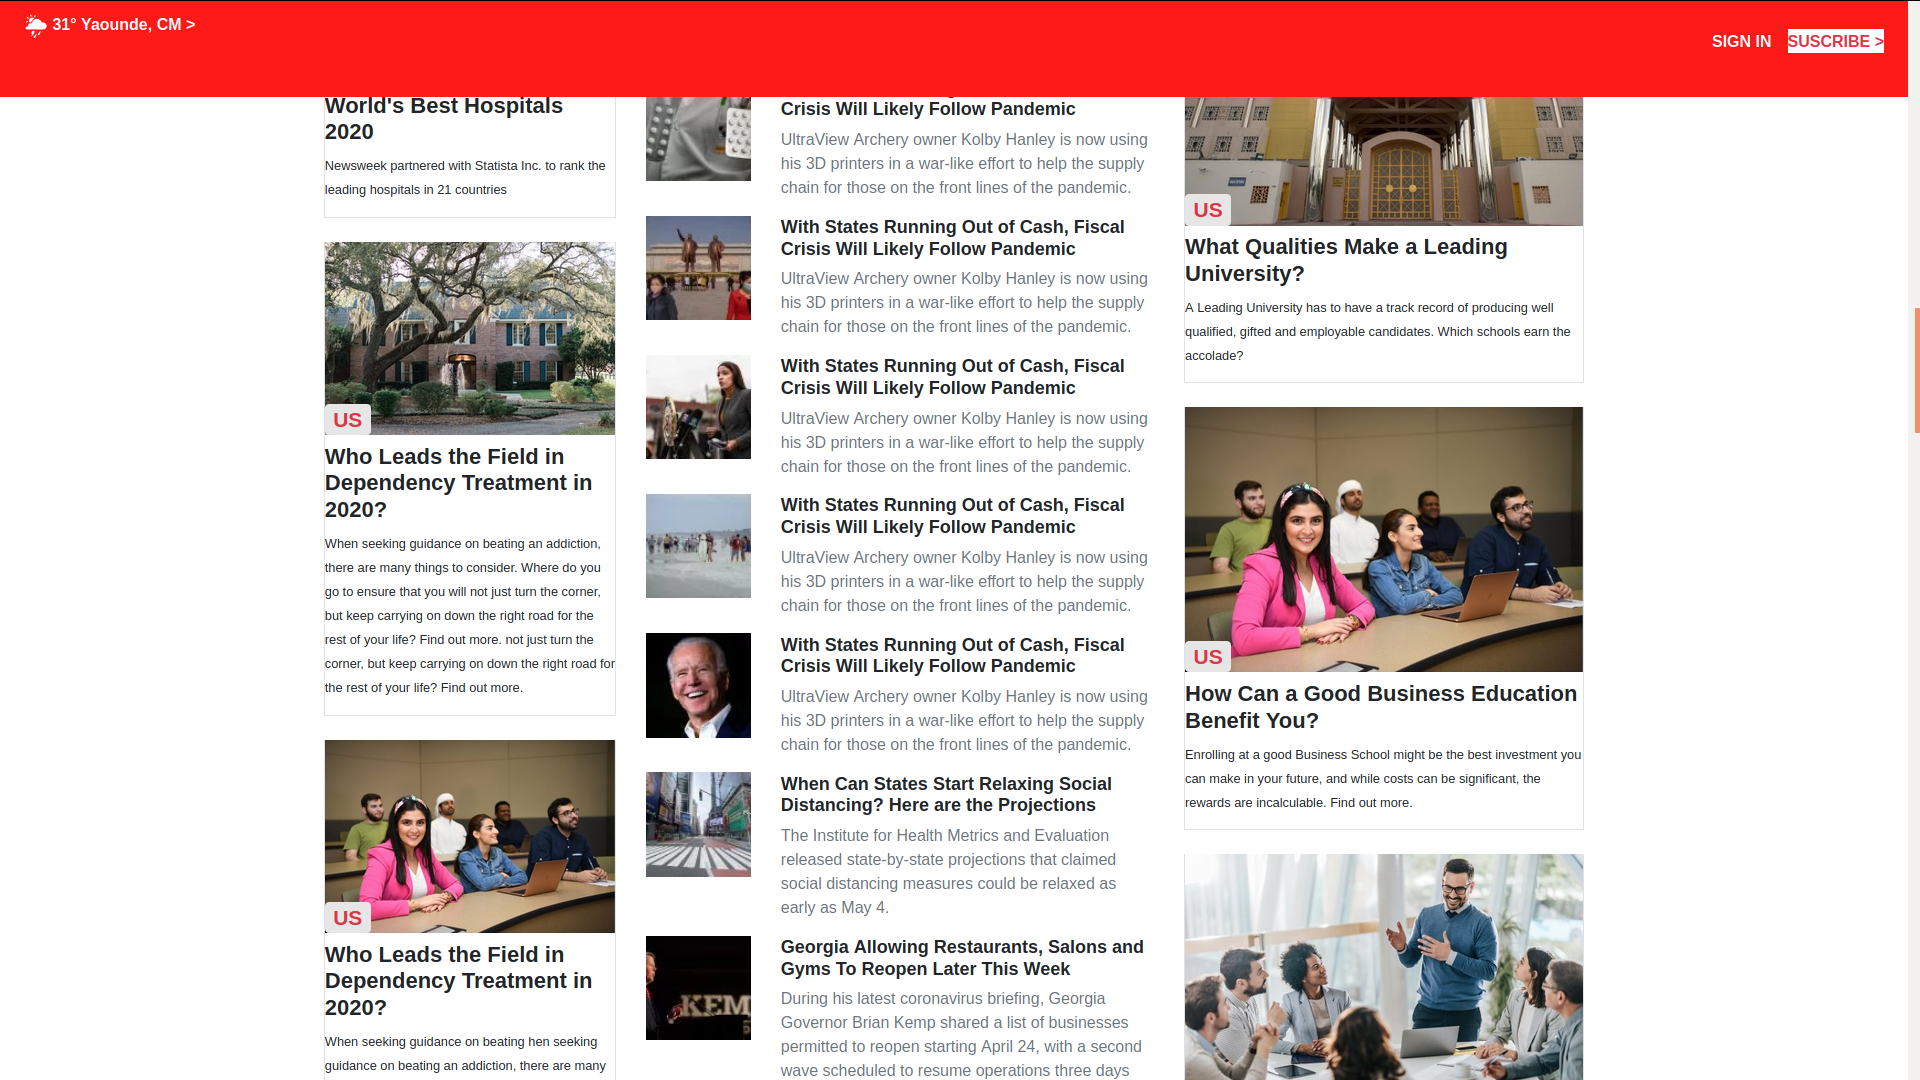 31° Yaounde, CM >
SIGN IN
SUSCRIBE >
World's Best Hospitals
2020
Newsweek partnered with Statista Inc. to rank the
leading hospitals in 21 countries
US
Who Leads the Field in
Dependency Treatment in
2020?
When seeking guidance on beating an addiction,
there are many things to consider. Where do you
go to ensure that you will not just turn the corner,
but keep carrying on down the right road for the
rest of your life? Find out more. not just turn the
corner, but keep carrying on down the right road for
the rest of your life? Find out more.
US
Who Leads the Field in
Dependency Treatment in
2020?
When seeking guidance on beating hen seeking
guidance on beating an addiction, there are many
Crisis Will Likely Follow Pandemic
UltraView Archery owner Kolby Hanley is now using
his 3D printers in a war-like effort to help the supply
chain for those on the front lines of the pandemic.
With States Running Out of Cash, Fiscal
Crisis Will Likely Follow Pandemic
UltraView Archery owner Kolby Hanley is now using
his 3D printers in a war-like effort to help the supply
chain for those on the front lines of the pandemic.
With States Running Out of Cash, Fiscal
Crisis Will Likely Follow Pandemic
UltraView Archery owner Kolby Hanley is now using
his 3D printers in a war-like effort to help the supply
chain for those on the front lines of the pandemic.
With States Running Out of Cash, Fiscal
Crisis Will Likely Follow Pandemic
UltraView Archery owner Kolby Hanley is now using
his 3D printers in a war-like effort to help the supply
chain for those on the front lines of the pandemic.
With States Running Out of Cash, Fiscal
Crisis Will Likely Follow Pandemic
UltraView Archery owner Kolby Hanley is now using
his 3D printers in a war-like effort to help the supply
chain for those on the front lines of the pandemic.
When Can States Start Relaxing Social
Distancing? Here are the Projections
The Institute for Health Metrics and Evaluation
released state-by-state projections that claimed
social distancing measures could be relaxed as
early as May 4.
KEM
Georgia Allowing Restaurants, Salons and
Gyms To Reopen Later This Week
During his latest coronavirus briefing, Georgia
Governor Brian Kemp shared a list of businesses
permitted to reopen starting April 24, with a second
wave scheduled to resume operations three days
US
What Qualities Make a Leading
University?
A Leading University has to have a track record of producing well
qualified, gifted and employable candidates. Which schools earn the
accolade?
US
How Can a Good Business Education
Benefit You?
Enrolling at a good Business School might be the best investment you
can make in your future, and while costs can be significant, the
rewards are incalculable. Find out more.